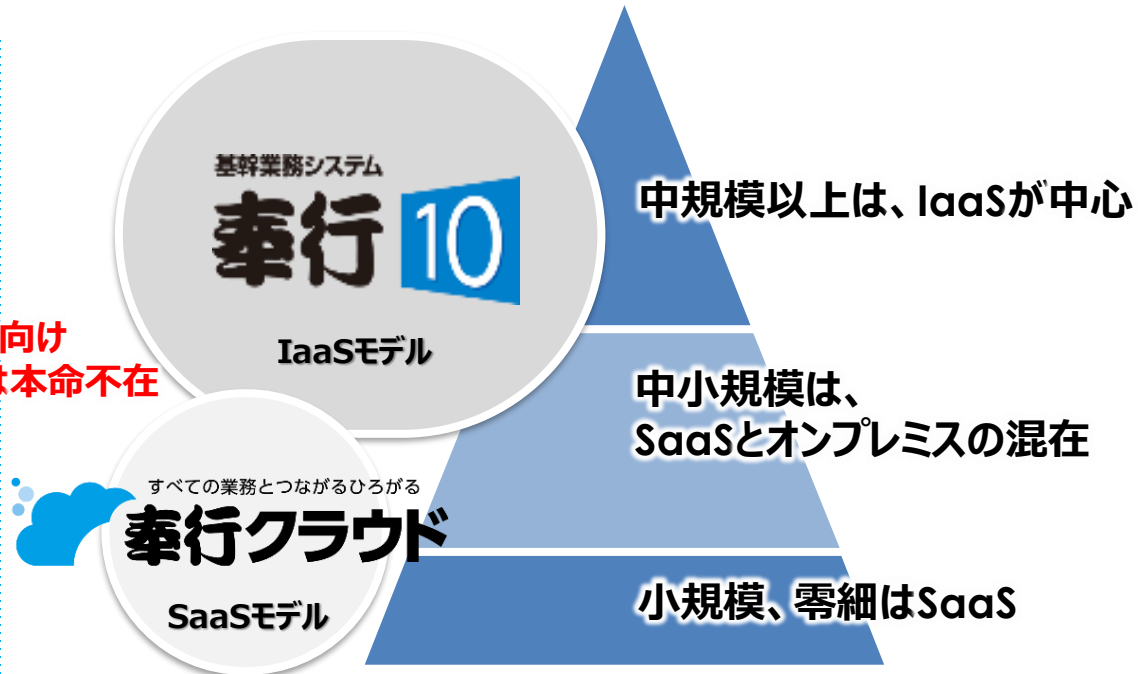 基幹業務システム
奉行10
IaaSモデル
中規模以上は、IaaSが中心
向け
は本命不在
中小規模は、
SaaSとオンプレミスの混在
すべての業務とつながるひろがる
奉行クラウド
SaaSモデル
小規模、零細はSaaS